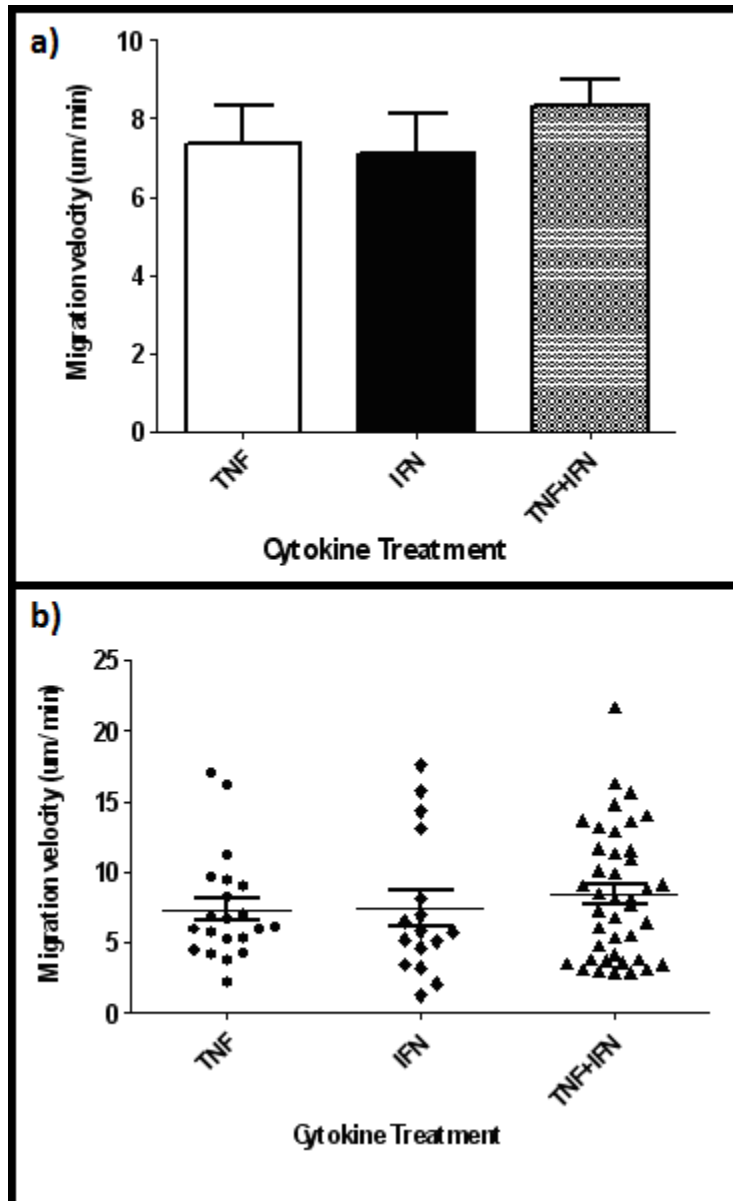 a)
Migration velocity (um/min)
10
8
6
4
2
0
TNF
IFN
TNF+IFN
Cytokine Treatment
b)
Migration velocity (um/min)
25
20
15
10
5
0
TNF
IFN
TNF+IFN
Cytokine Treatment